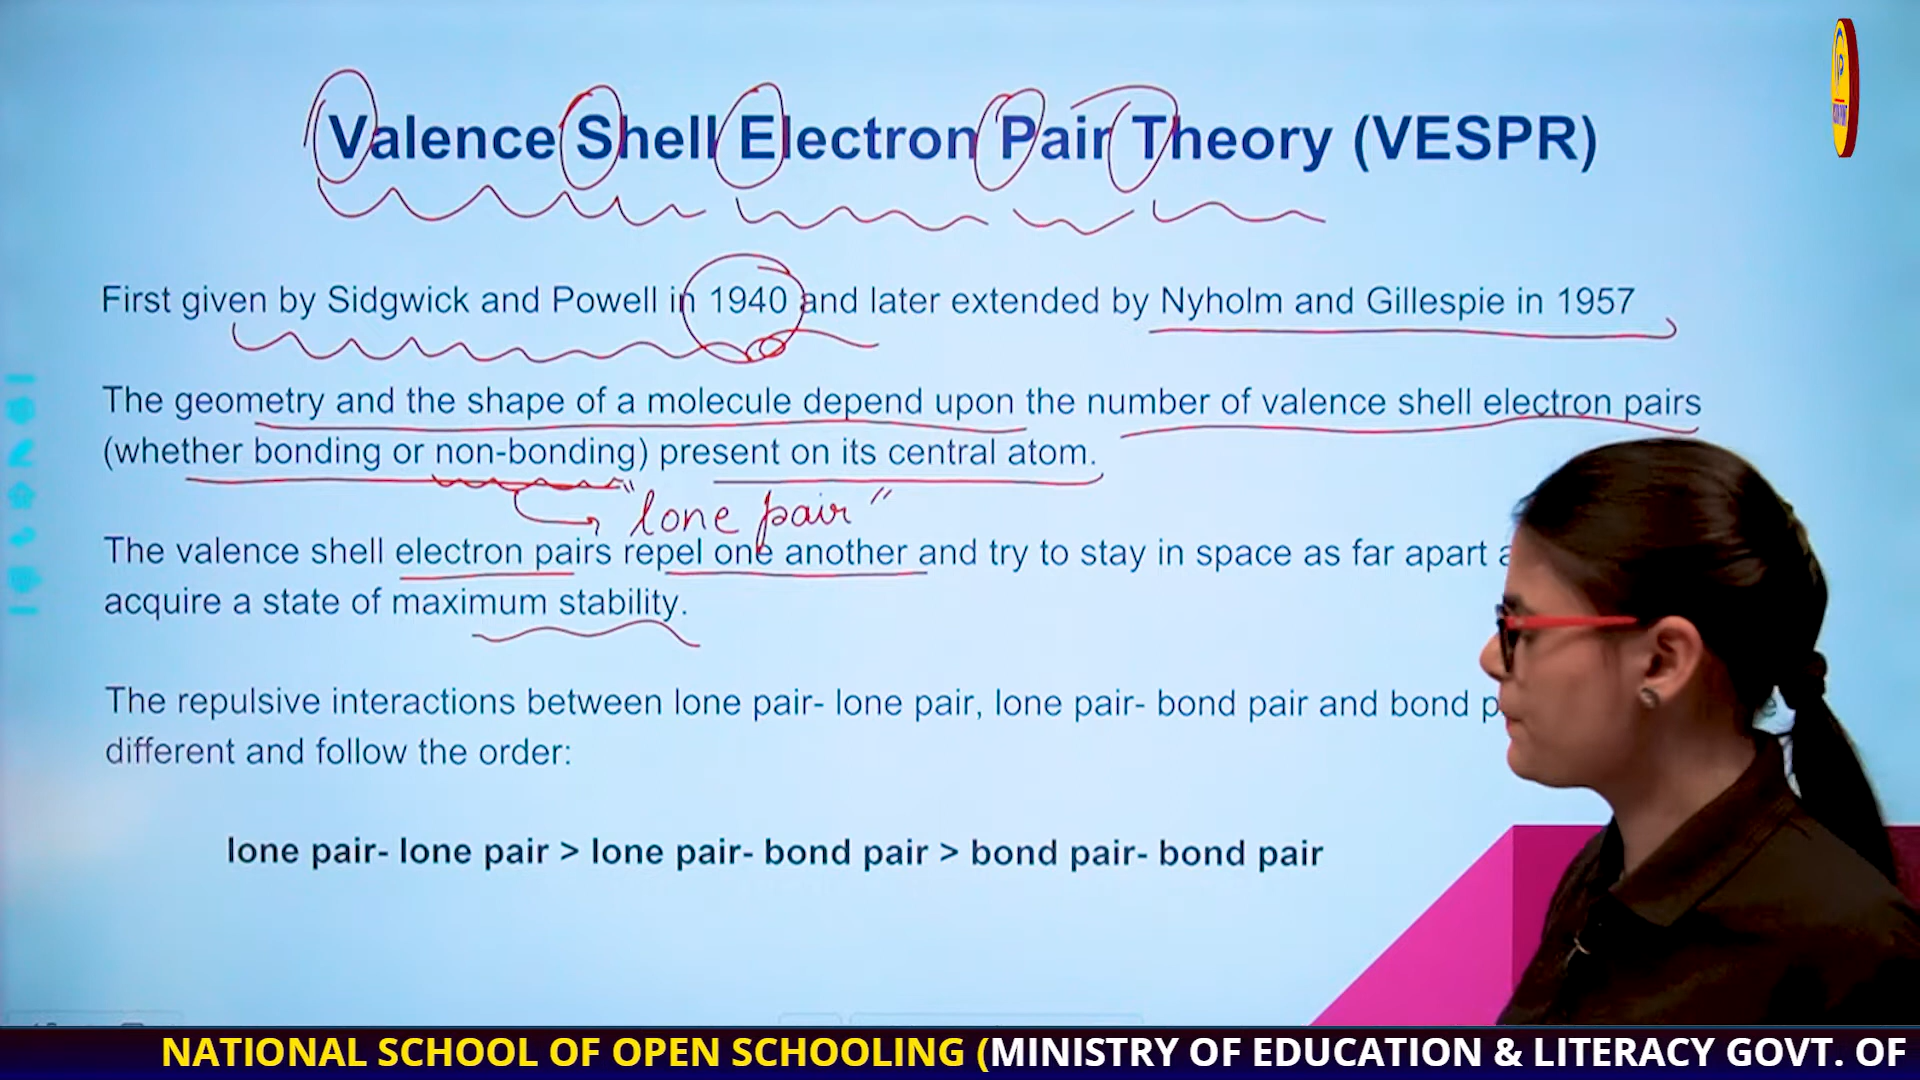 Valence Shell Electron Pair Theory (VESPR)
First given by Sidgwick and Powell in 1940 and later extended by Nyholm and Gillespie in 1957
The geometry and the shape of a molecule depend upon the number of valence shell electron pairs
(whether bonding or non-bonding) present on its central atom.
"lone pair"
The valence shell electron pairs repel one another and try to stay in space as far apart
acquire a state of maximum stability.
The repulsive interactions between lone pair- lone pair, lone pair- bond pair and bond
different and follow the order:
lone pair- lone pair > lone pair- bond pair > bond pair- bond pair
NATIONAL SCHOOL OF OPEN SCHOOLING (MINISTRY OF EDUCATION & LITERACY GOVT. OF